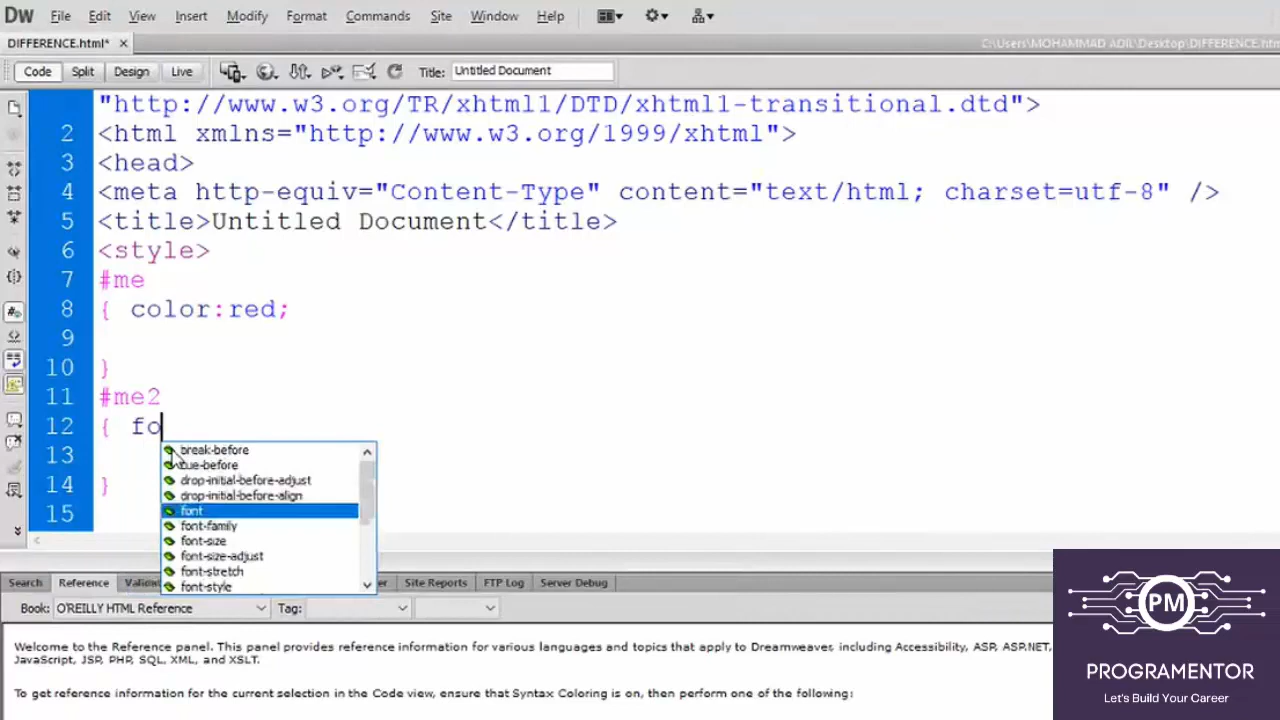 Dw File Edit View Insert Modify Format Commands Site Window Help
DIFFERENCE.html* C:\Users\MOHAMMAD ADIL\Desktop\DIFFERENCE.htm
Code Split Design Live Title: Untitled Document
"http://www.w3.org/TR/xhtml1/DTD/xhtml1-transitional.dtd">
2 <html xmlns="http://www.w3.org/1999/xhtml">
3 <head>
4 <meta http-equiv="Content-Type" content="text/html; charset=utf-8" />
5 <title>Untitled Document</title>
6 <style>
7 #me
8 { color:red;
9
10 }
11 #me2
12 { fo
13
14 }
15
break-before
cue-before
drop-initial-before-adjust
drop-initial-before-align
font
font-family
font-size
font-size-adjust
font-stretch
font-style
Search Reference Site Reports FTP Log Server Debug
Book: O'REILLY HTML Reference Tag:
Welcome to the Reference panel. This panel provides reference information for various languages and topics that apply to Dreamweaver, including Accessibility, ASP, ASP.NET,
JavaScript, JSP, PHP, SQL, XML, and XSLT.
To get reference information for the current selection in the Code view, ensure that Syntax Coloring is on, then perform one of the following:
PM
PROGRAMENTOR
Let's Build Your Career